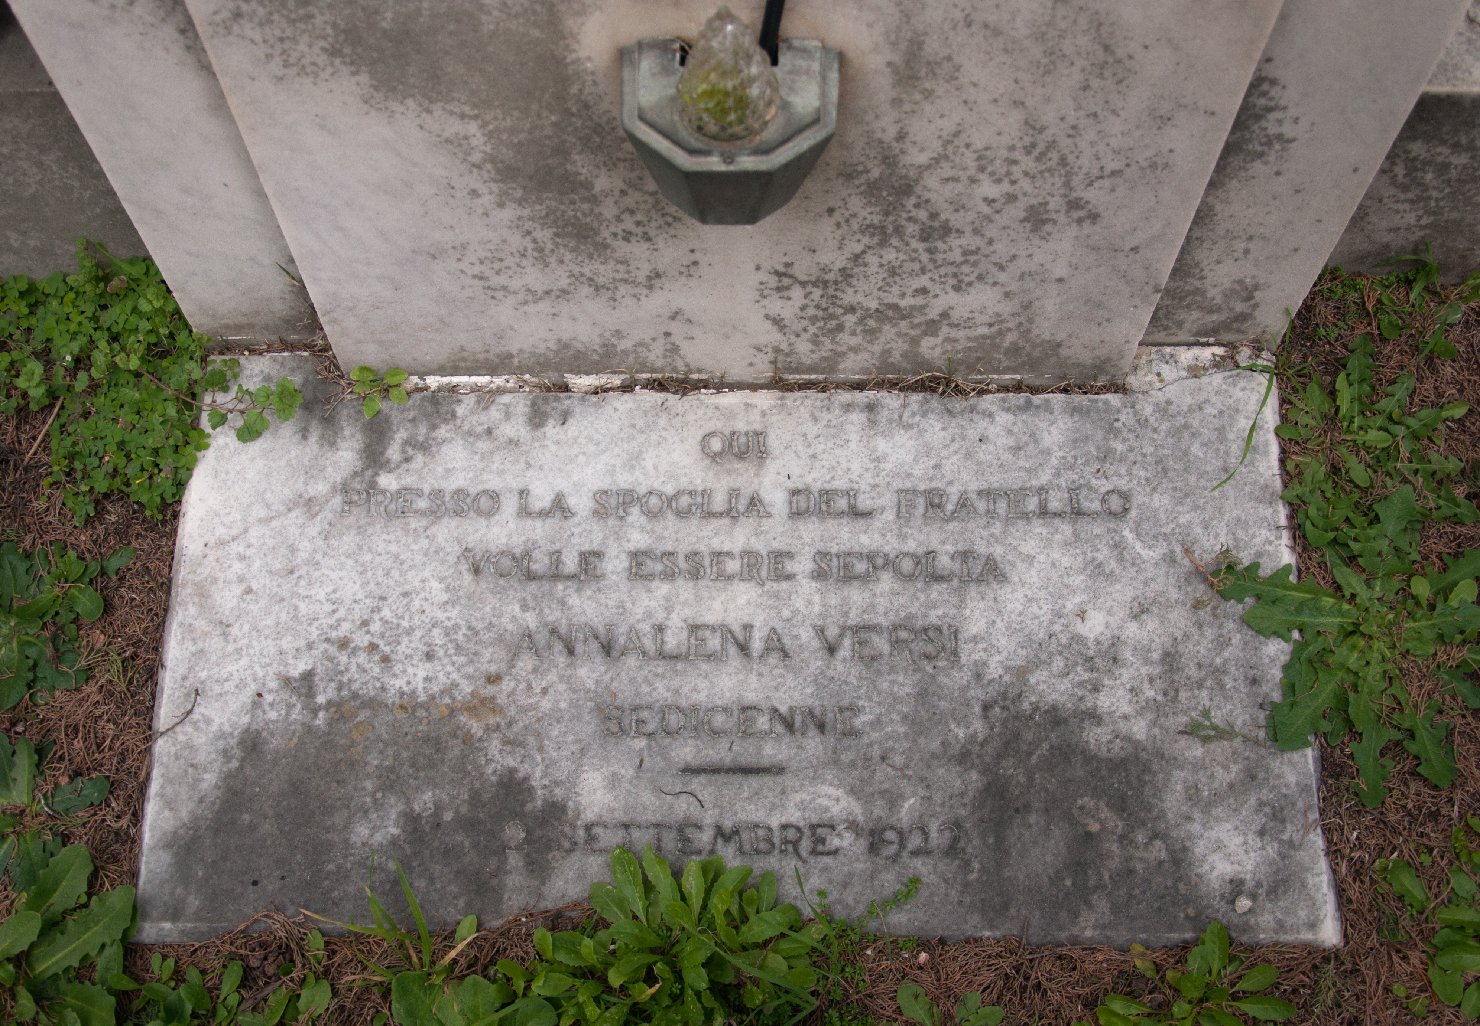 QUI
PRESSO LA SPOGLIA DEL FRATELLO
VOLLE ESSERE SEPOLTA
ANNALENA VERSI
SEDICENNE
SETTEMBRE 1922